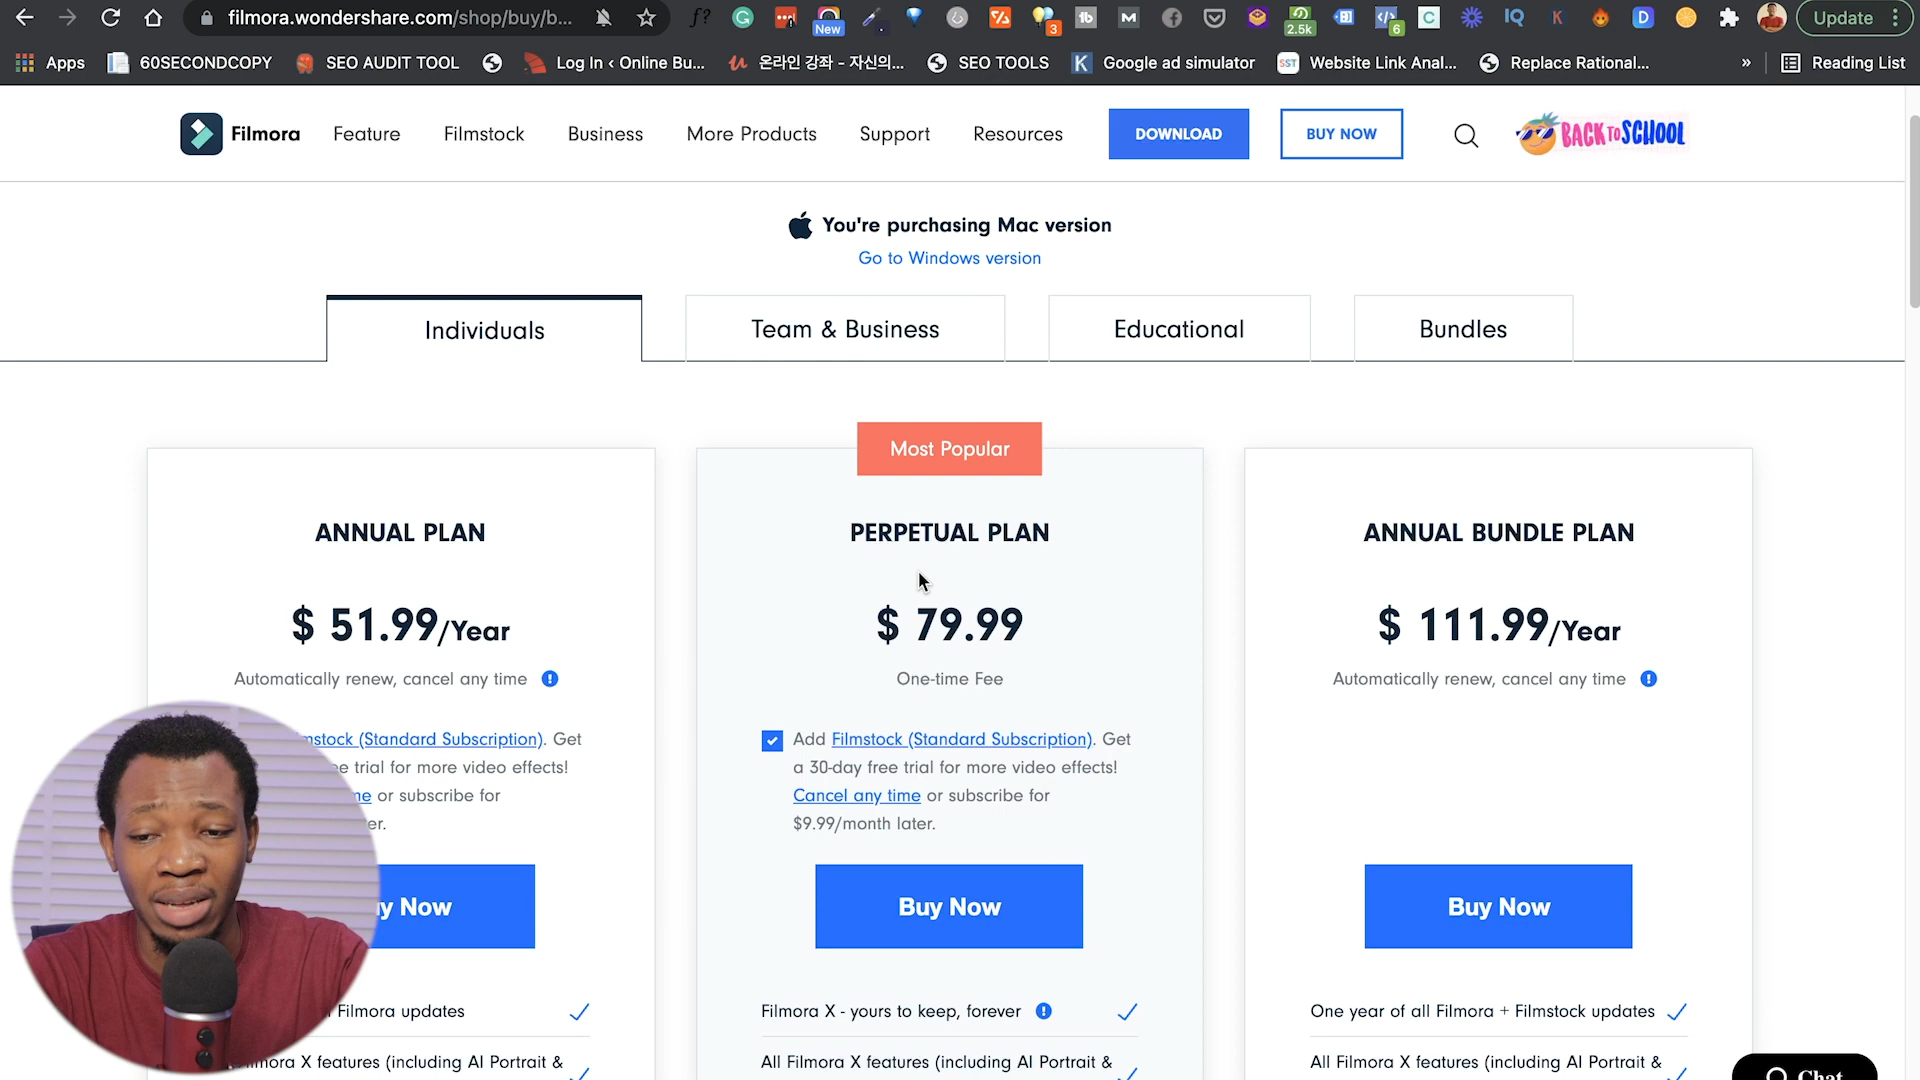 filmora.wondershare.com/shop/buy/b...
New
3
2.5k
6
Update
Apps
60SECONDCOPY
SEO AUDIT TOOL
Log In ‹ Online Bu...
온라인 강좌 - 자신의...
SEO TOOLS
Google ad simulator
SST
Website Link Anal...
Replace Rational...
»
Reading List
Filmora
Feature
Filmstock
Business
More Products
Support
Resources
DOWNLOAD
BUY NOW
BACK TO SCHOOL
You're purchasing Mac version
Go to Windows version
Individuals
Team & Business
Educational
Bundles
Most Popular
ANNUAL PLAN
$ 51.99/Year
Automatically renew, cancel any time
(Standard Subscription). Get
trial for more video effects!
or subscribe for
Now
Filmora updates
X features (including AI Portrait &
PERPETUAL PLAN
$ 79.99
One-time Fee
Add Filmstock (Standard Subscription). Get
a 30-day free trial for more video effects!
Cancel any time or subscribe for
$9.99/month later.
Buy Now
Filmora X - yours to keep, forever
All Filmora X features (including AI Portrait &
ANNUAL BUNDLE PLAN
$ 111.99/Year
Automatically renew, cancel any time
Buy Now
One year of all Filmora + Filmstock updates
All Filmora X features (including AI Portrait &
Chat